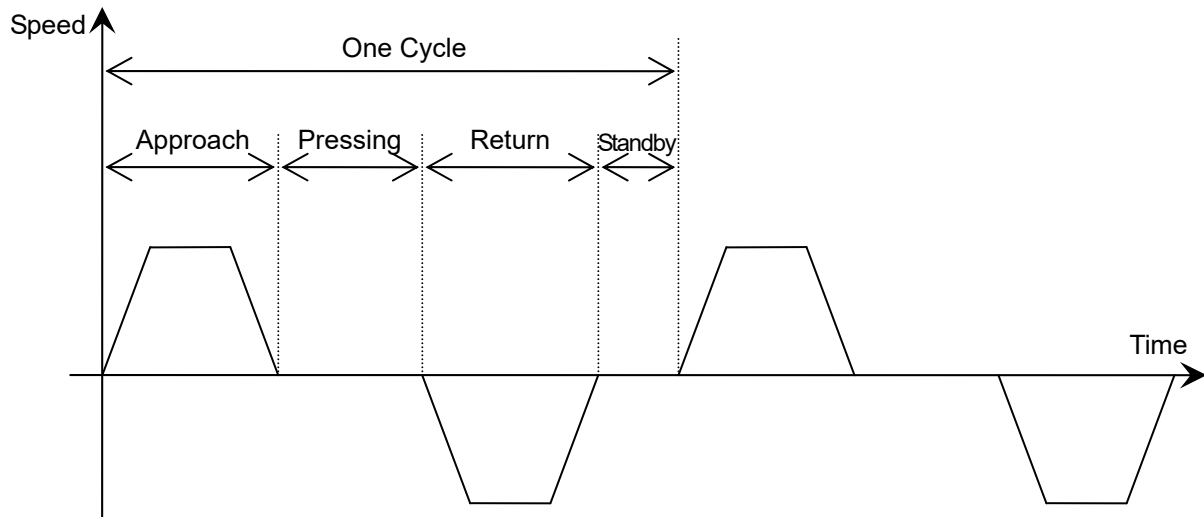 Speed
One Cycle
Approach
Pressing
Return
Standby
Time